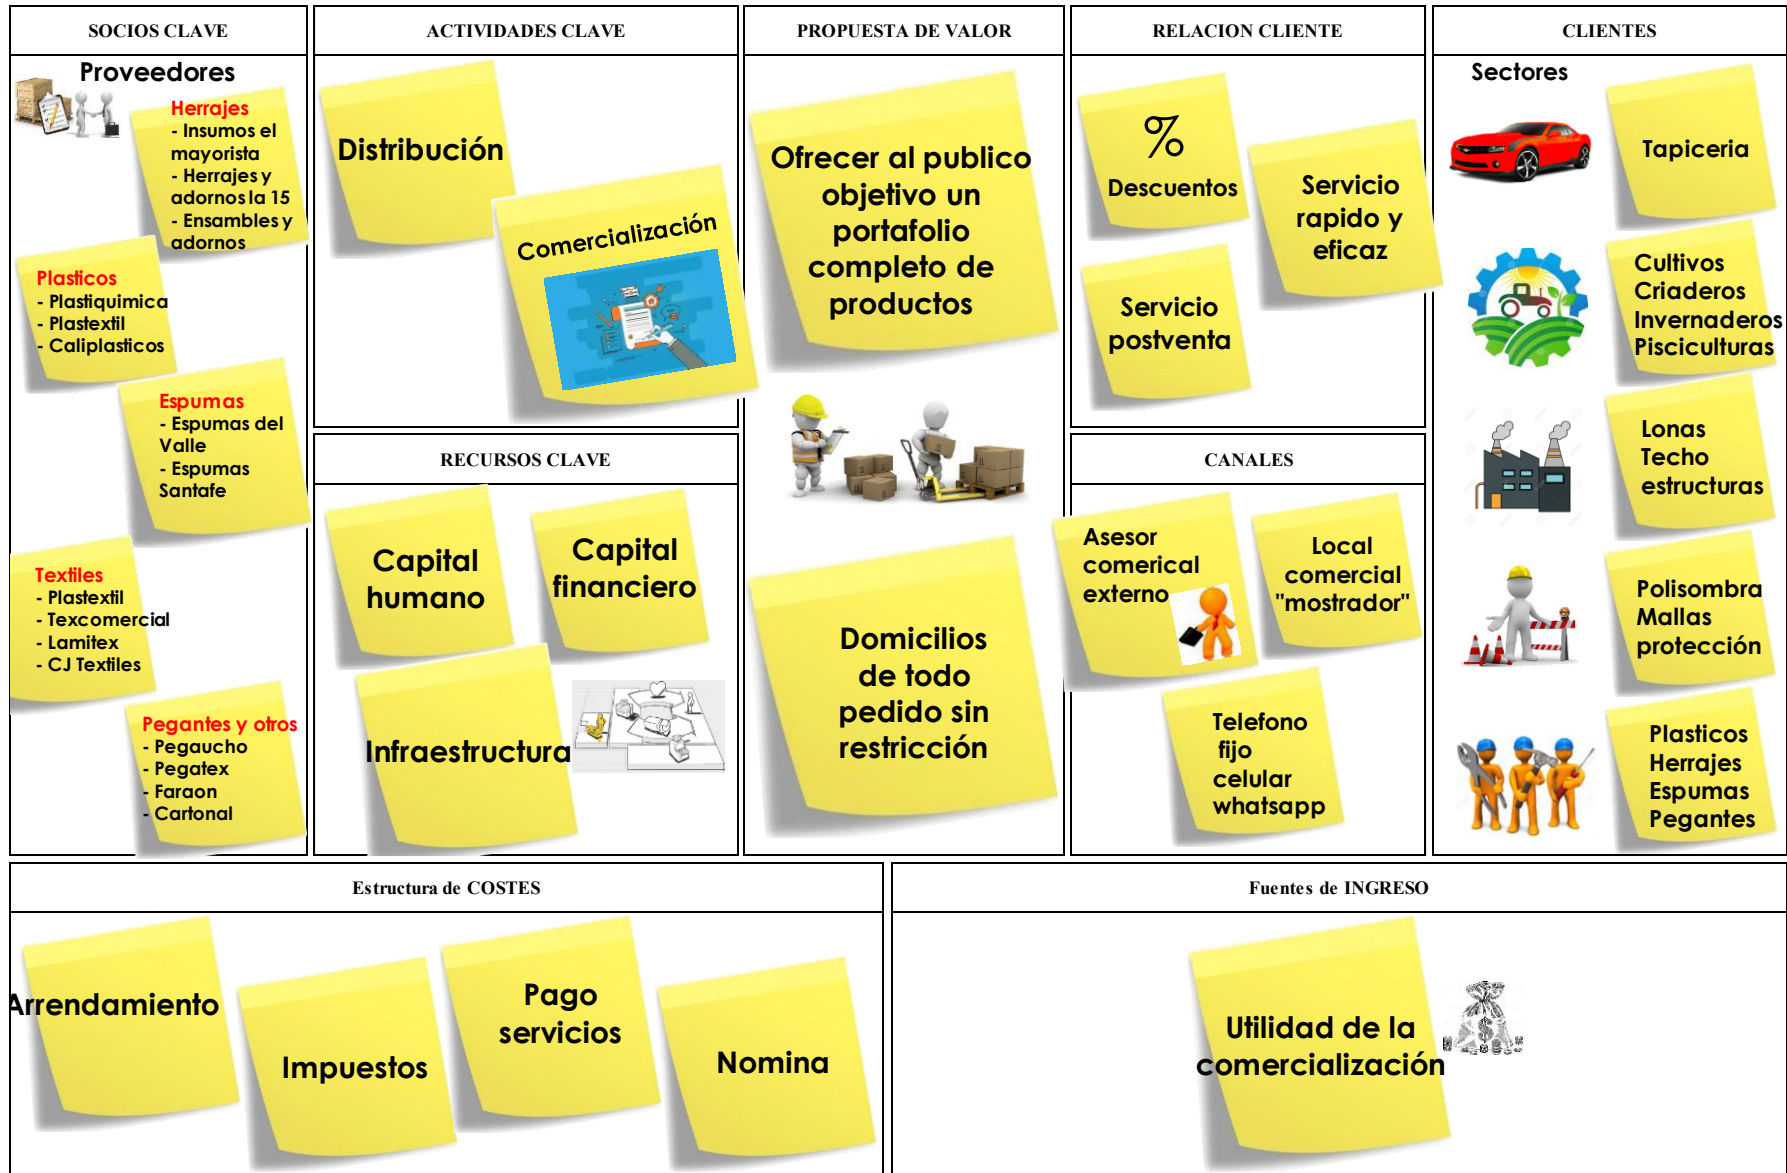 SOCIOS CLAVE
Proveedores
Herrajes
- Insumos el
mayorista
- Herrajes y
adornos la 15
- Ensambles y
adornos
Plasticos
- Plastiquimica
- Plastextil
- Caliplasticos
Espumas
- Espumas del
Valle
- Espumas
Santafe
Textiles
- Plastextil
- Texcomercial
- Lamitex
- CJ Textiles
Pegantes y otros
- Pegaucho
- Pegatex
- Faraon
- Cartonal
ACTIVIDADES CLAVE
Distribución
Comercialización
RECURSOS CLAVE
Capital
humano
Capital
financiero
Infraestructura
PROPUESTA DE VALOR
Ofrecer al publico
objetivo un
portafolio
completo de
productos
Domicilios
de todo
pedido sin
restricción
RELACION CLIENTE
%
Descuentos
Servicio
rapido y
eficaz
Servicio
postventa
CANALES
Asesor
comerical
externo
Local
comercial
"mostrador"
Telefono
fijo
celular
whatsapp
CLIENTES
Sectores
Tapiceria
Cultivos
Criaderos
Invernaderos
Pisciculturas
Lonas
Techo
estructuras
Polisombra
Mallas
protección
Plasticos
Herrajes
Espumas
Pegantes
Estructura de COSTES
Arrendamiento
Impuestos
Pago
servicios
Nomina
Fuentes de INGRESO
Utilidad de la
comercialización
$